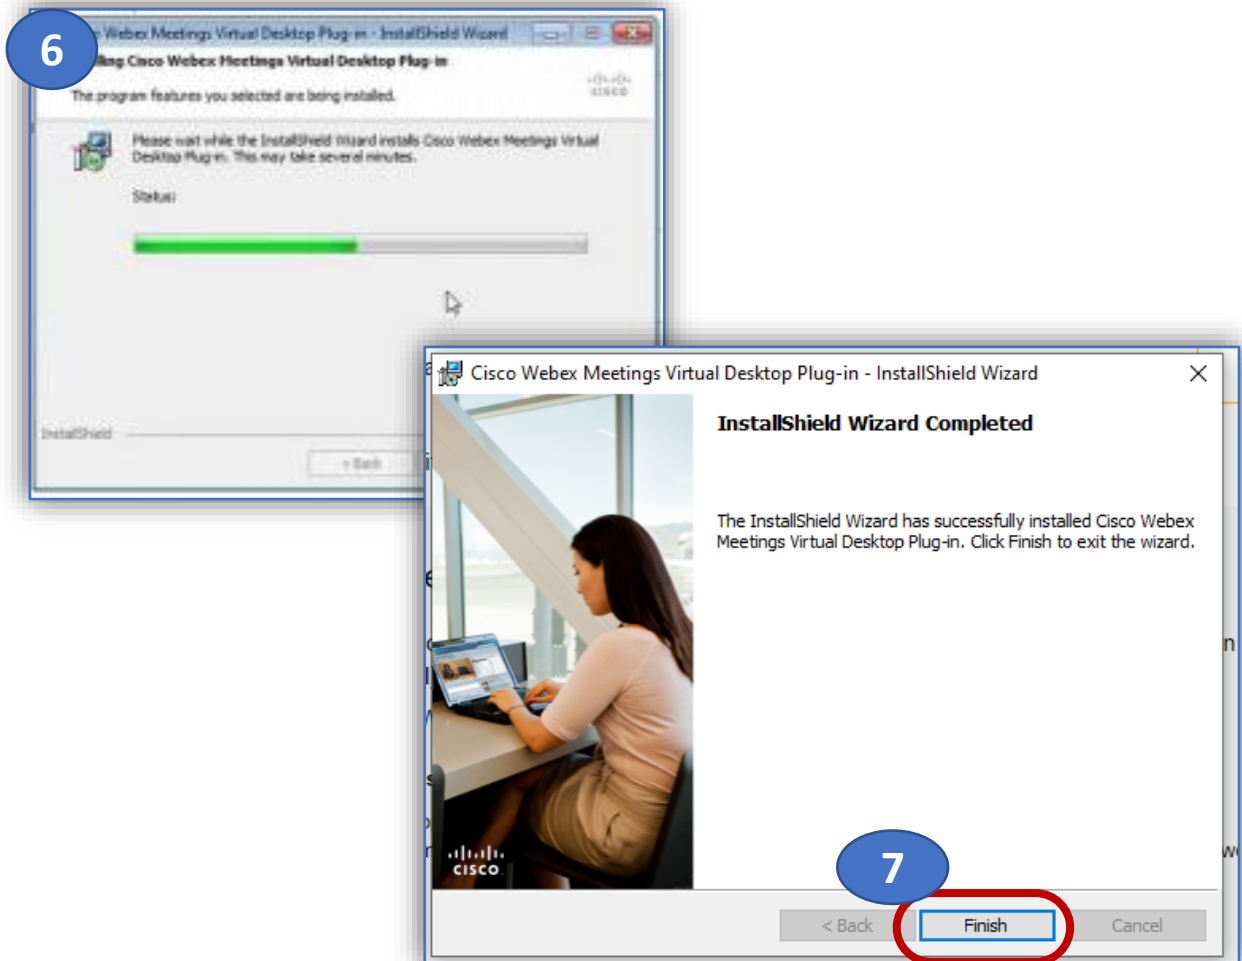 6
Webex Meetings Virtual Desktop Plug-in - InstallShield Wizard
lling Cisco Webex Meetings Virtual Desktop Plug-in
The program features you selected are being installed.
CISCO
Please wait while the InstallShield Wizard installs Cisco Webex Meetings Virtual
Desktop Plug-in. This may take several minutes.
Status:
InstallShield
< Back
Cisco Webex Meetings Virtual Desktop Plug-in - InstallShield Wizard
InstallShield Wizard Completed
The InstallShield Wizard has successfully installed Cisco Webex
Meetings Virtual Desktop Plug-in. Click Finish to exit the wizard.
CISCO
7
< Back
Finish
Cancel